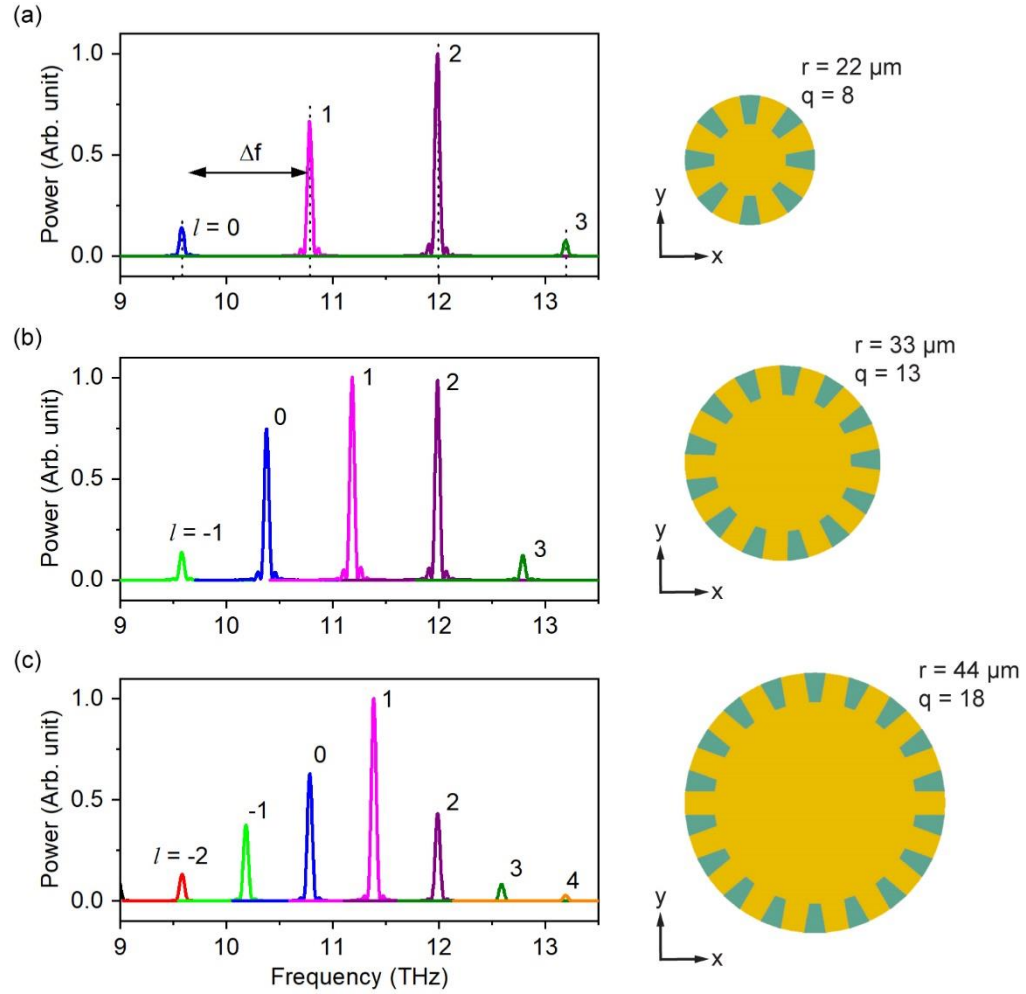 (a)
Power (Arb. unit)
1.0
0.5
0.0
Δf
l = 0
1
2
3
9 10 11 12 13
r = 22 μm
q = 8
y
x
(b)
Power (Arb. unit)
1.0
0.5
0.0
l = -1
0
1
2
3
9 10 11 12 13
r = 33 μm
q = 13
y
x
(c)
Power (Arb. unit)
1.0
0.5
0.0
l = -2
-1
0
1
2
3
4
9 10 11 12 13
Frequency (THz)
r = 44 μm
q = 18
y
x